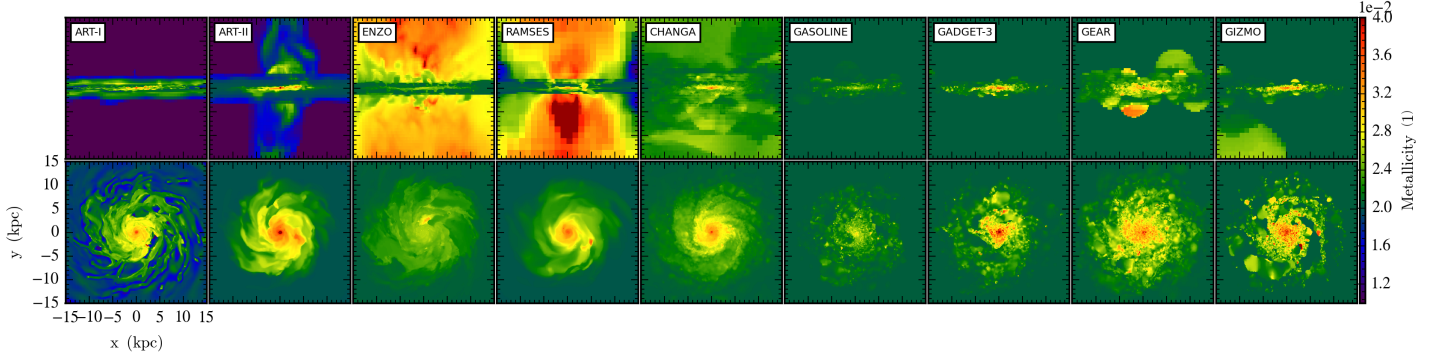 ART-I ART-II ENZO RAMSES CHANGA GASOLINE GADGET-3 GEAR GIZMO
1e−2
4.0
3.6
3.2
2.8
2.4
2.0
1.6
1.2
Metallicity (1)
15
10
5
0
−5
−10
−15
y (kpc)
−15−10−5 0 5 10 15
x (kpc)